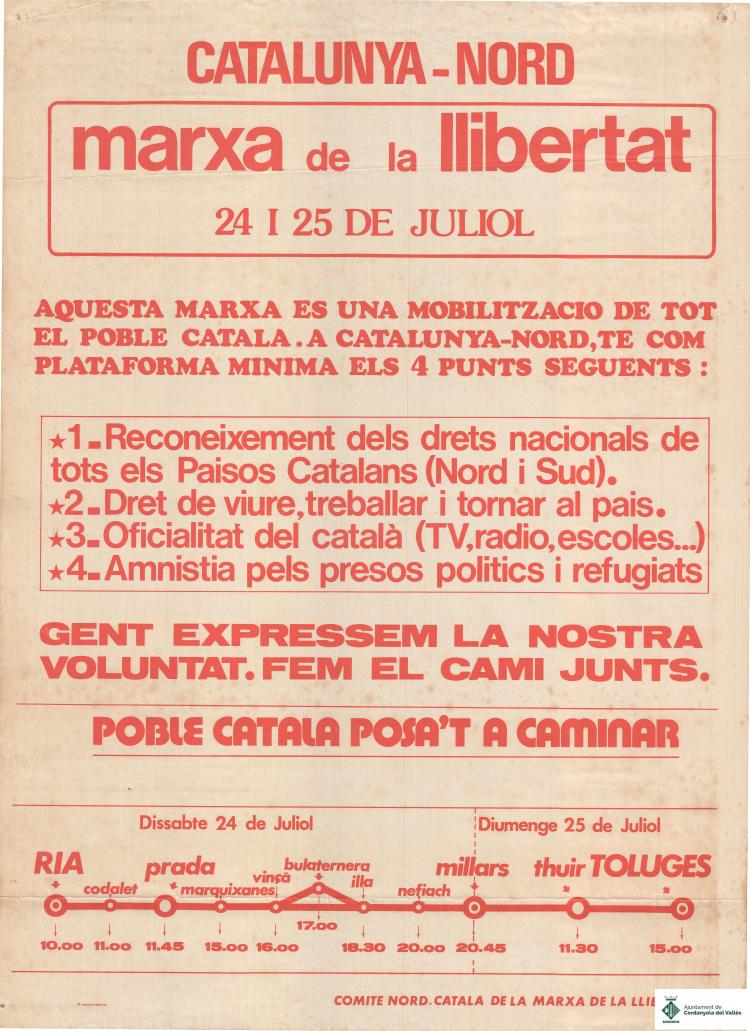 CATALUNYA-NORD
marxa de la llibertat
24 I 25 DE JULIOL
AQUESTA MARXA ES UNA MOBILITZACIO DE TOT
EL POBLE CATALA. A CATALUNYA-NORD, TE COM
PLATAFORMA MINIMA ELS 4 PUNTS SEGUENTS :
★1-Reconeixement dels drets nacionals de
tots els Paisos Catalans (Nord i Sud).
★2-Dret de viure, treballar i tornar al pais.
★3-Oficialitat del català (TV, radio, escoles...)
★4-Amnistia pels presos politics i refugiats
GENT EXPRESSEM LA NOSTRA
VOLUNTAT. FEM EL CAMI JUNTS.
POBLE CATALA POSA'T A CAMINAR
Dissabte 24 de Juliol
Diumenge 25 de Juliol
RIA codalet prada marquixanes vinçà bulaternera illa nefiach millars thuir TOLUGES
10.00 11.00 11.45 15.00 16.00 17.00 18.30 20.00 20.45 11.30 15.00
COMITE NORD-CATALA DE LA MARXA DE LA
Ajuntament de
Cerdanyola del Vallès